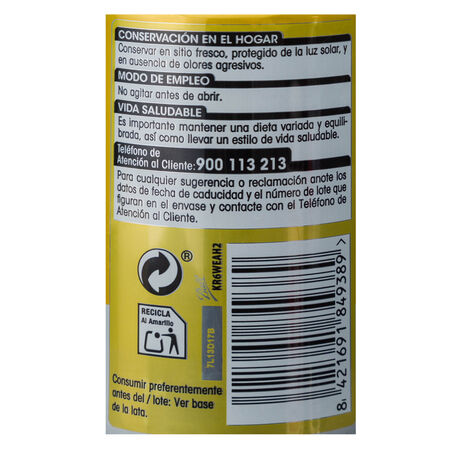 CONSERVACIÓN EN EL HOGAR
Conservar en sitio fresco, protegido de la luz solar, y
en ausencia de olores agresivos.
MODO DE EMPLEO
No agitar antes de abrir.
VIDA SALUDABLE
Es importante mantener una dieta variada y equili-
brada, así como llevar un estilo de vida saludable.
Teléfono de
Atención al Cliente: 900 113 213
Para cualquier sugerencia o reclamación anote los
datos de fecha de caducidad y el número de lote que
figuran en el envase y contacte con el Teléfono de
Atención al Cliente.
®
RECICLA
Al Amarillo
KR6WEAH2
7L13D17B
Consumir preferentemente
antes del / lote: Ver base
de la lata.
8 421691 849389 >